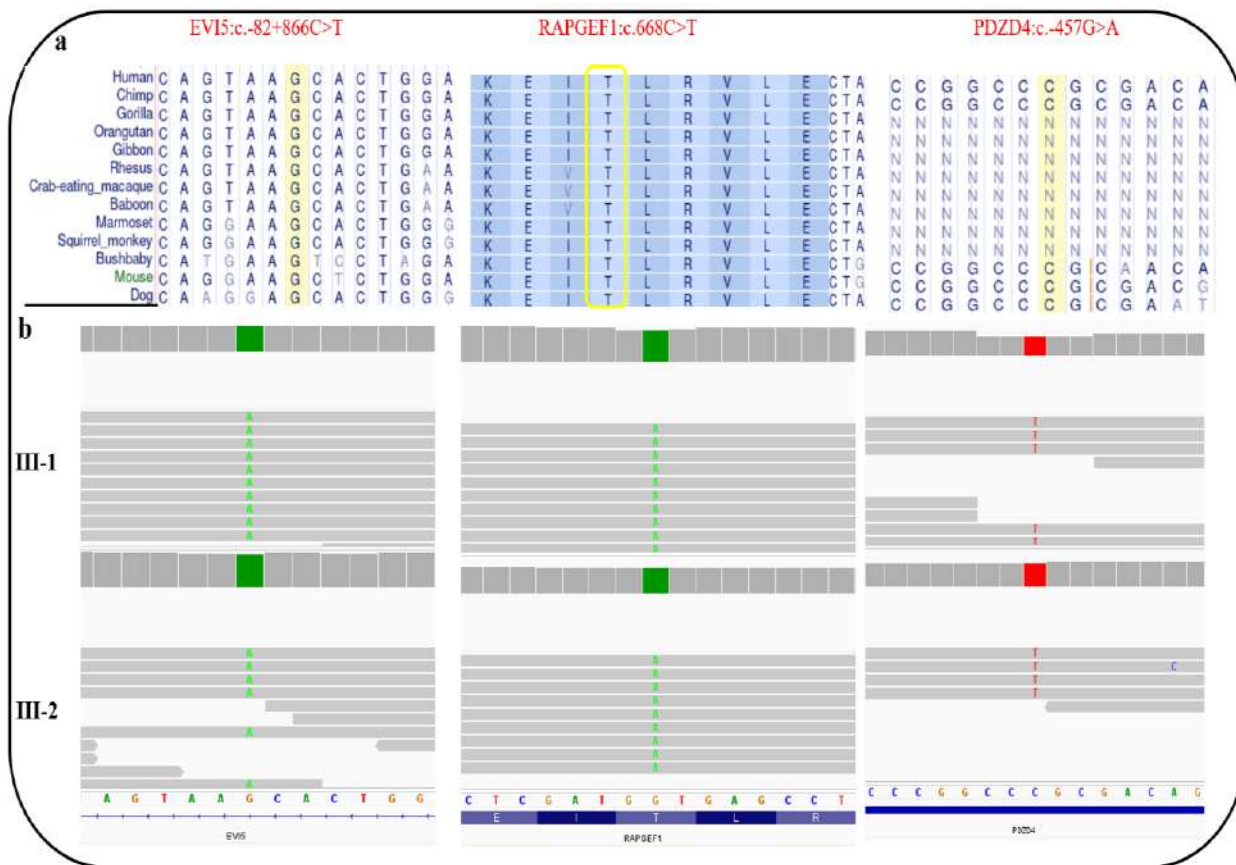 EVI5:c.-82+866C>T RAPGEF1:c.668C>T PDZD4:c.-457G>A
a
Human C A G T A A G C A C T G G A K E I T L R V L E C T A C C G G C C C G C G A C A
Chimp C A G T A A G C A C T G G A K E I T L R V L E C T A C C G G C C C G C G A C A
Gorilla C A G T A A G C A C T G G A K E I T L R V L E C T A N N N N N N N N N N N N N
Orangutan C A G T A A G C A C T G G A K E I T L R V L E C T A N N N N N N N N N N N N N
Gibbon C A G T A A G C A C T G G A K E I T L R V L E C T A N N N N N N N N N N N N N
Rhesus C A G T A A G C A C T G A A K E V T L R V L E C T A N N N N N N N N N N N N N
Crab-eating_macaque C A G T A A G C A C T G A A K E V T L R V L E C T A N N N N N N N N N N N N N
Baboon C A G T A A G C A C T G A A K E V T L R V L E C T A N N N N N N N N N N N N N
Marmoset C A G G A A G C A C T G G G K E I T L R V L E C T A N N N N N N N N N N N N N
Squirrel_monkey C A G G A A G C A C T G G G K E I T L R V L E C T A N N N N N N N N N N N N N
Bushbaby C A T G A A G T C C T A G A K E I T L R V L E C T G C C G G C C C G C A A C A
Mouse C A G G A A G C T C T G G A K E I T L R V L E C T G C C G G C C C G C G A C G
Dog C A A G G A G C A C T G G G K E I T L R V L E C T A C C G G C C C G C G A A T
b
III-1
A A T
A A T
A A T
A A
A A
A A
A A
A A
A A T
A A T
III-2
A A T
A A T C
A A T
A A T
A
A
A A
A
A
A
A G T A A G C A C T G G C T C G A T G G T G A G C C T C C C G G C C C G C G A C A G
E I T L R
EVI5 RAPGEF1 PDZD4